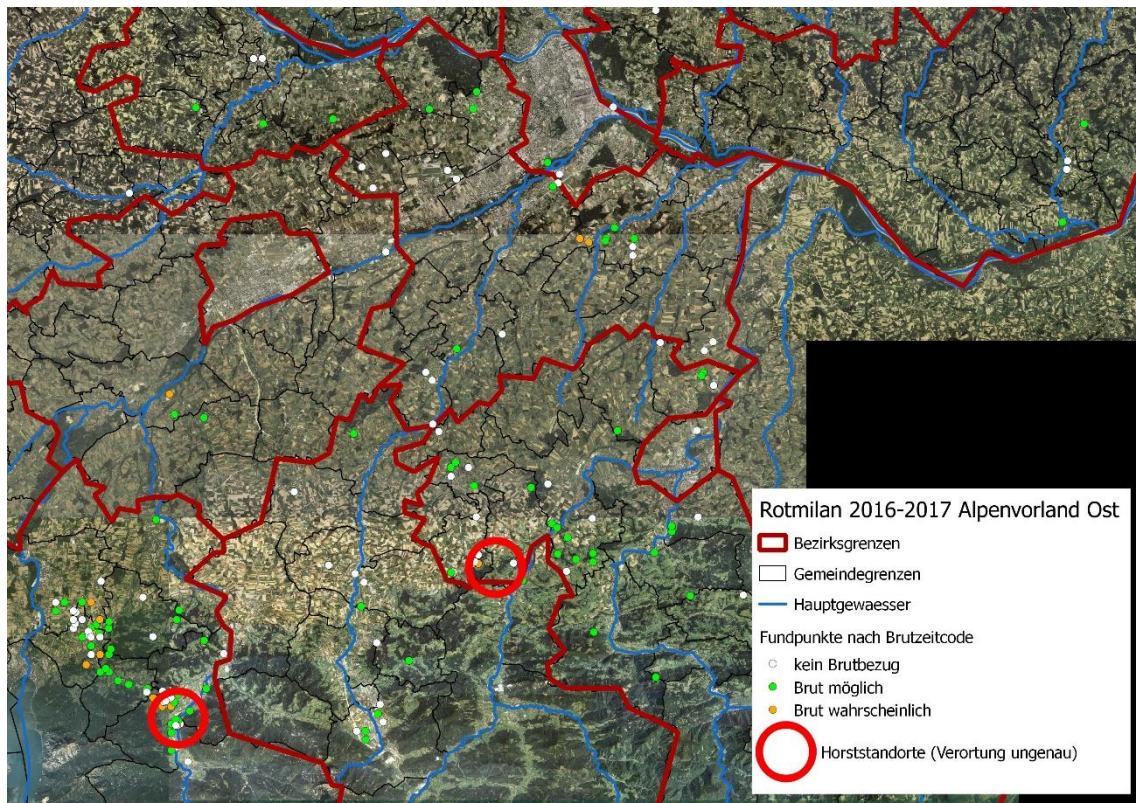 Rotmilan 2016-2017 Alpenvorland Ost
Bezirksgrenzen
Gemeindegrenzen
Hauptgewaesser
Fundpunkte nach Brutzeitcode
kein Brutbezug
Brut möglich
Brut wahrscheinlich
Horststandorte (Verortung ungenau)